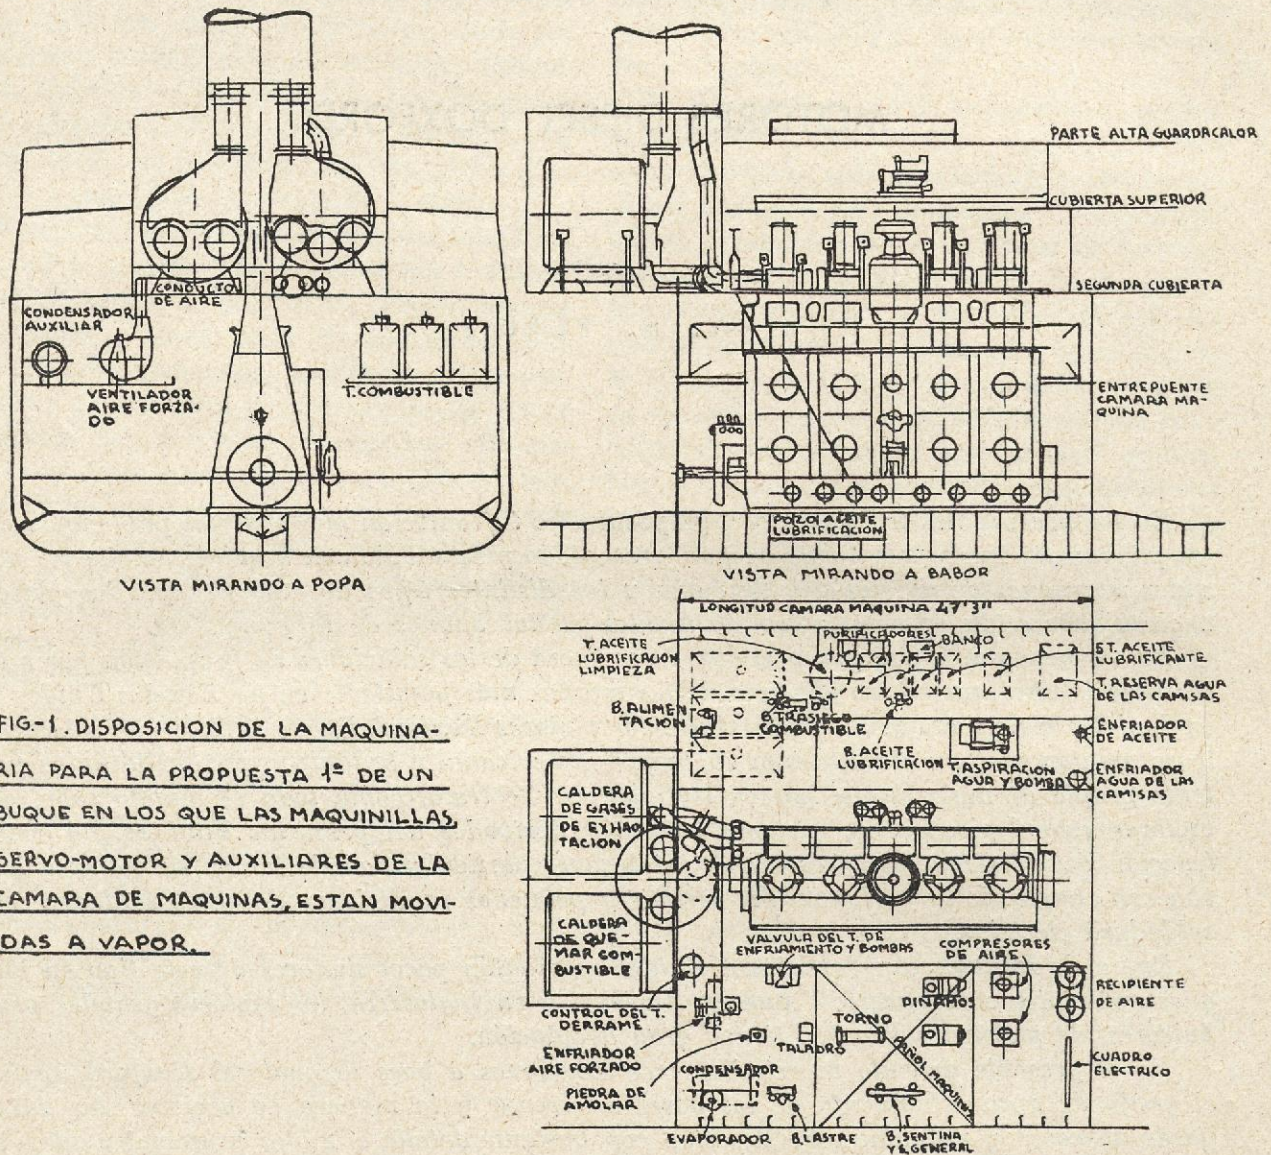 PARTE ALTA GUARDACALOR
CUBIERTA SUPERIOR
SEGUNDA CUBIERTA
ENTREPUENTE
CAMARA MA-
QUINA
CONDENSADOR
AUXILIAR
CONDUCTO
DE AIRE
VENTILADOR
AIRE FORZA-
DO
T. COMBUSTIBLE
VISTA MIRANDO A POPA
POZO ACEITE
LUBRIFICACION
VISTA MIRANDO A BABOR
LONGITUD CAMARA MAQUINA 47'3"
T. ACEITE
LUBRIFICACION
LIMPIEZA
PURIFICADORES
BANCO
ST. ACEITE
LUBRIFICANTE
T. RESERVA AGUA
DE LAS CAMISAS
B. ALIMEN
TACION
B. TRASIEGO
COMBUSTIBLE
B. ACEITE
LUBRIFICACION
T. ASPIRACION
AGUA Y BOMBA
ENFRIADOR
DE ACEITE
ENFRIADOR
AGUA DE LAS
CAMISAS
FIG.-1. DISPOSICION DE LA MAQUINA-
RIA PARA LA PROPUESTA 1ª DE UN
BUQUE EN LOS QUE LAS MAQUINILLAS,
SERVO-MOTOR Y AUXILIARES DE LA
CAMARA DE MAQUINAS, ESTAN MOVI-
DAS A VAPOR.
CALDERA
DE GASES
DE EXHAO
TACION
CALDERA
DE QUE-
MAR COM-
BUSTIBLE
VALVULA DEL T. DE
ENFRIAMIENTO Y BOMBAS
COMPRESORES
DE AIRE
CONTROL DEL T.
DERRAME
DINAMOS
RECIPIENTE
DE AIRE
ENFRIADOR
AIRE FORZADO
TALADRO
TORNO
PAÑOL MAQUINAS
CUADRO
ELECTRICO
PIEDRA DE
AMOLAR
CONDENSADOR
EVAPORADOR
B. LASTRE
B. SENTINA
Y S. GENERAL